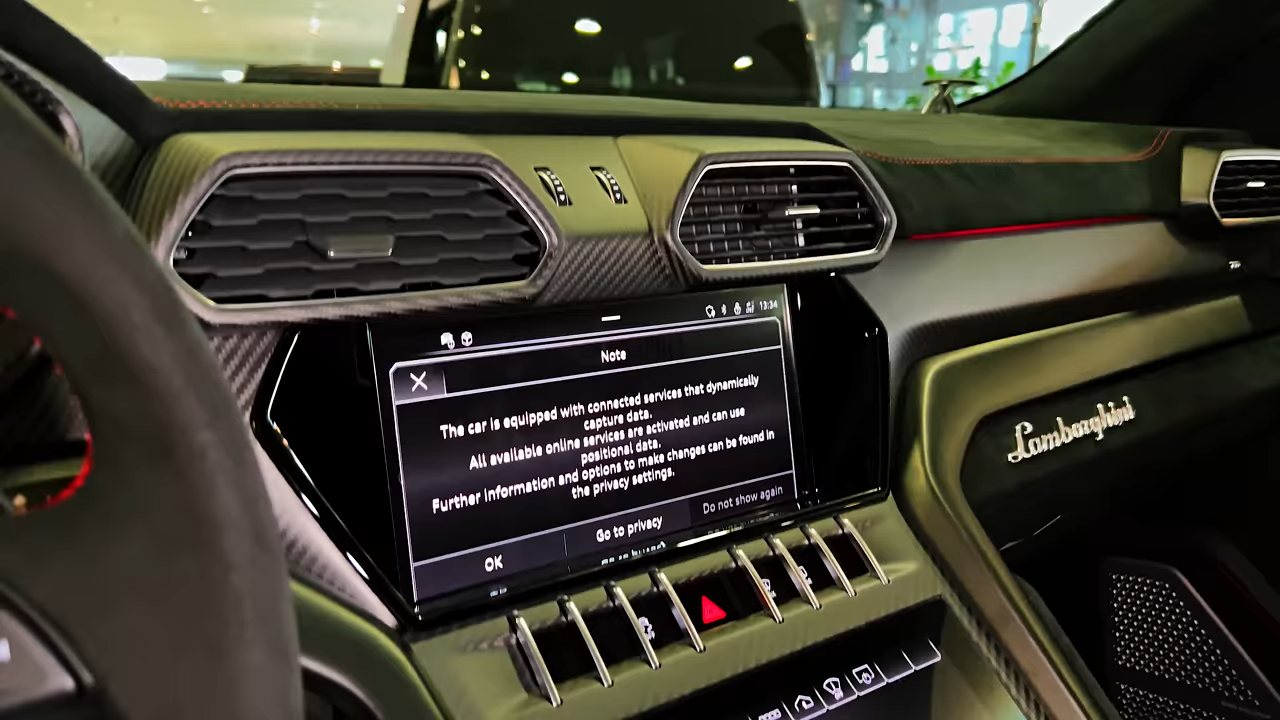 13:34
Note
The car is equipped with connected services that dynamically
capture data.
All available online services are activated and can use
positional data.
Further information and options to make changes can be found in
the privacy settings.
OK
Go to privacy
Do not show again
Lamborghini